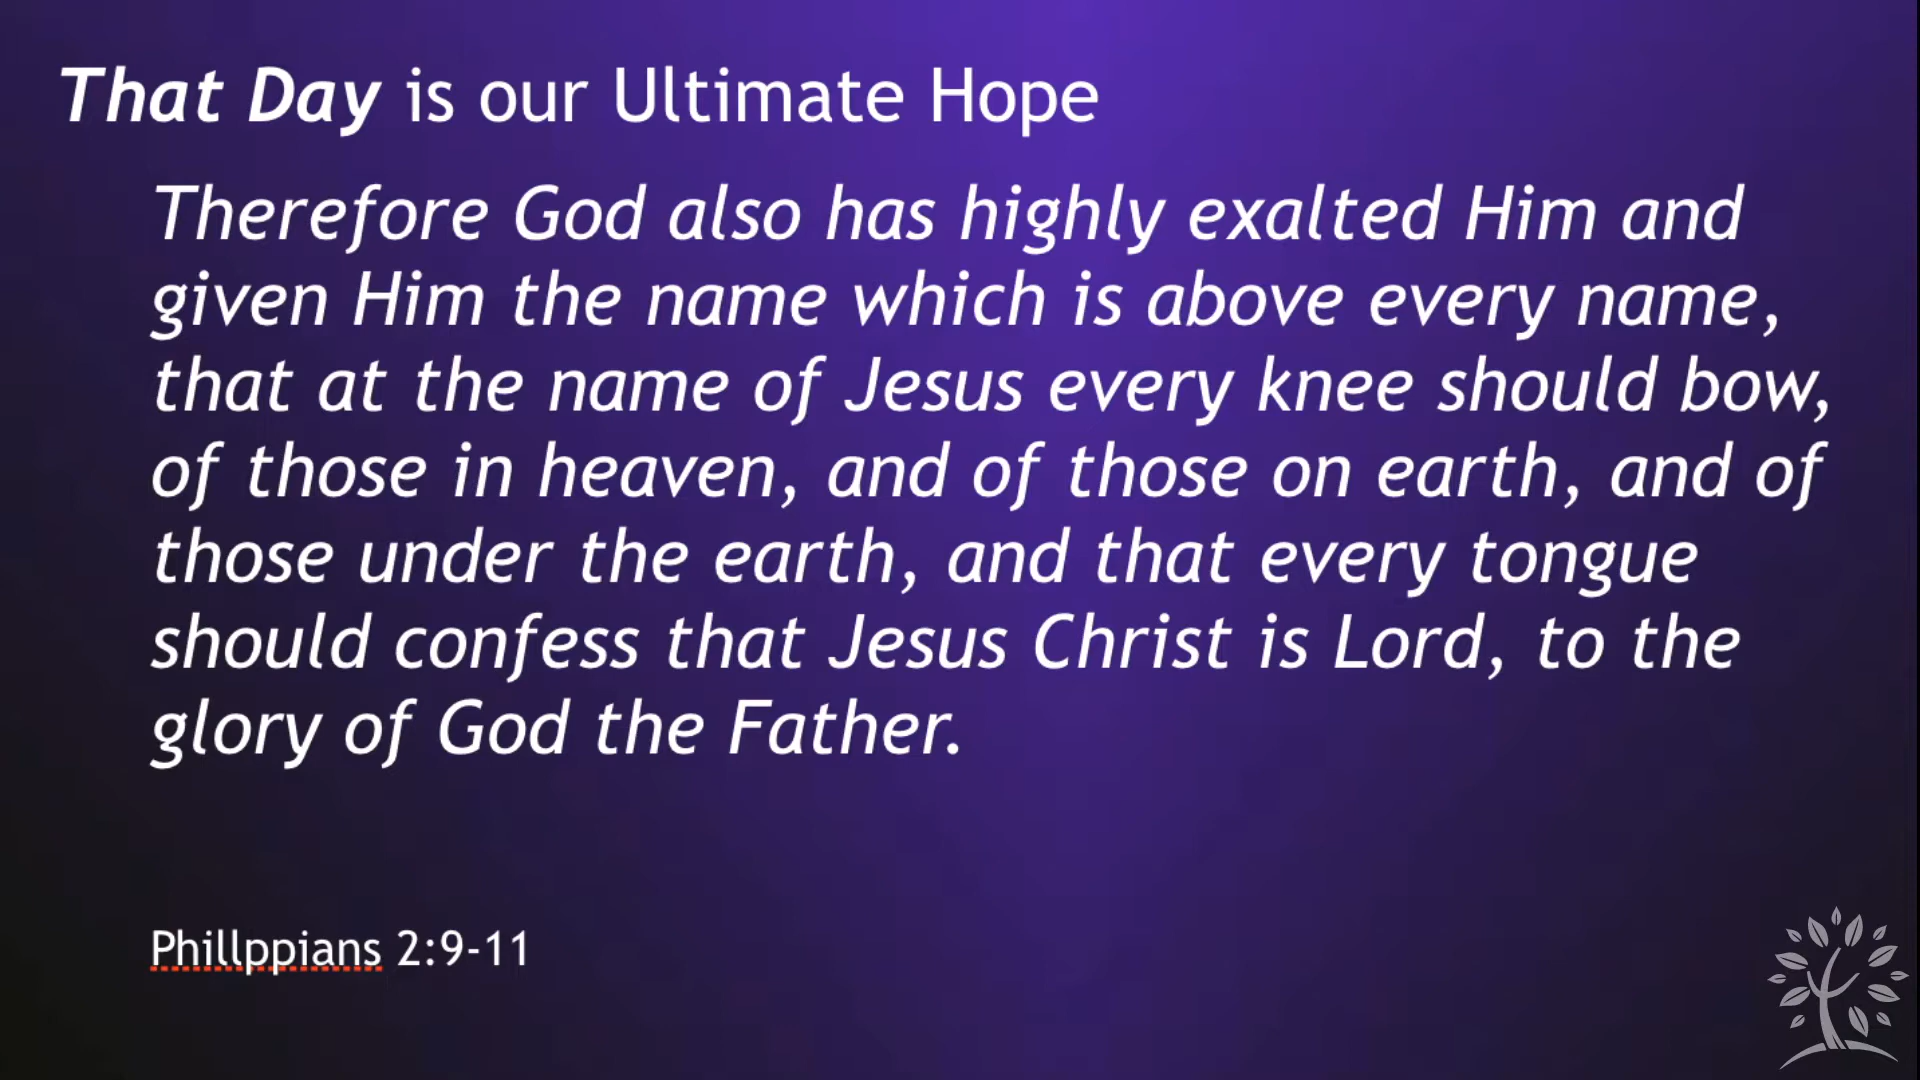 That Day is our Ultimate Hope
Therefore God also has highly exalted Him and
given Him the name which is above every name,
that at the name of Jesus every knee should bow,
of those in heaven, and of those on earth, and of
those under the earth, and that every tongue
should confess that Jesus Christ is Lord, to the
glory of God the Father.
Phillppians 2:9-11